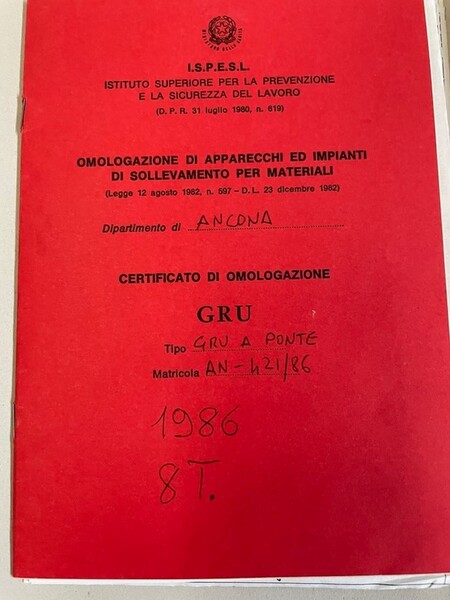 I.S.P.E.S.L.
ISTITUTO SUPERIORE PER LA PREVENZIONE
E LA SICUREZZA DEL LAVORO
(D. P. R. 31 luglio 1980, n. 619)
OMOLOGAZIONE DI APPARECCHI ED IMPIANTI
DI SOLLEVAMENTO PER MATERIALI
(Legge 12 agosto 1982, n. 597 - D. L. 23 dicembre 1982)
Dipartimento di ANCONA
CERTIFICATO DI OMOLOGAZIONE
GRU
Tipo GRU A PONTE
Matricola AN-421/86
1986
8T.